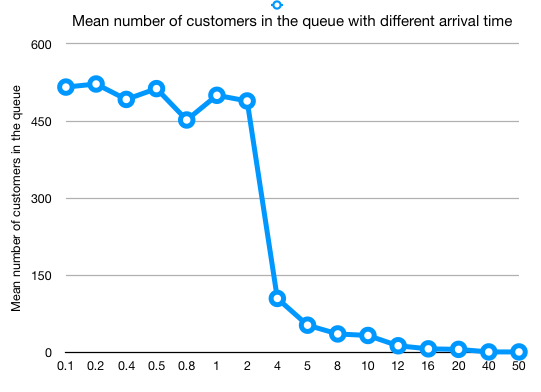 Mean number of customers in the queue with different arrival time
Mean number of customers in the queue
600
450
300
150
0
0.1 0.2 0.4 0.5 0.8 1 2 4 5 8 10 12 16 20 40 50